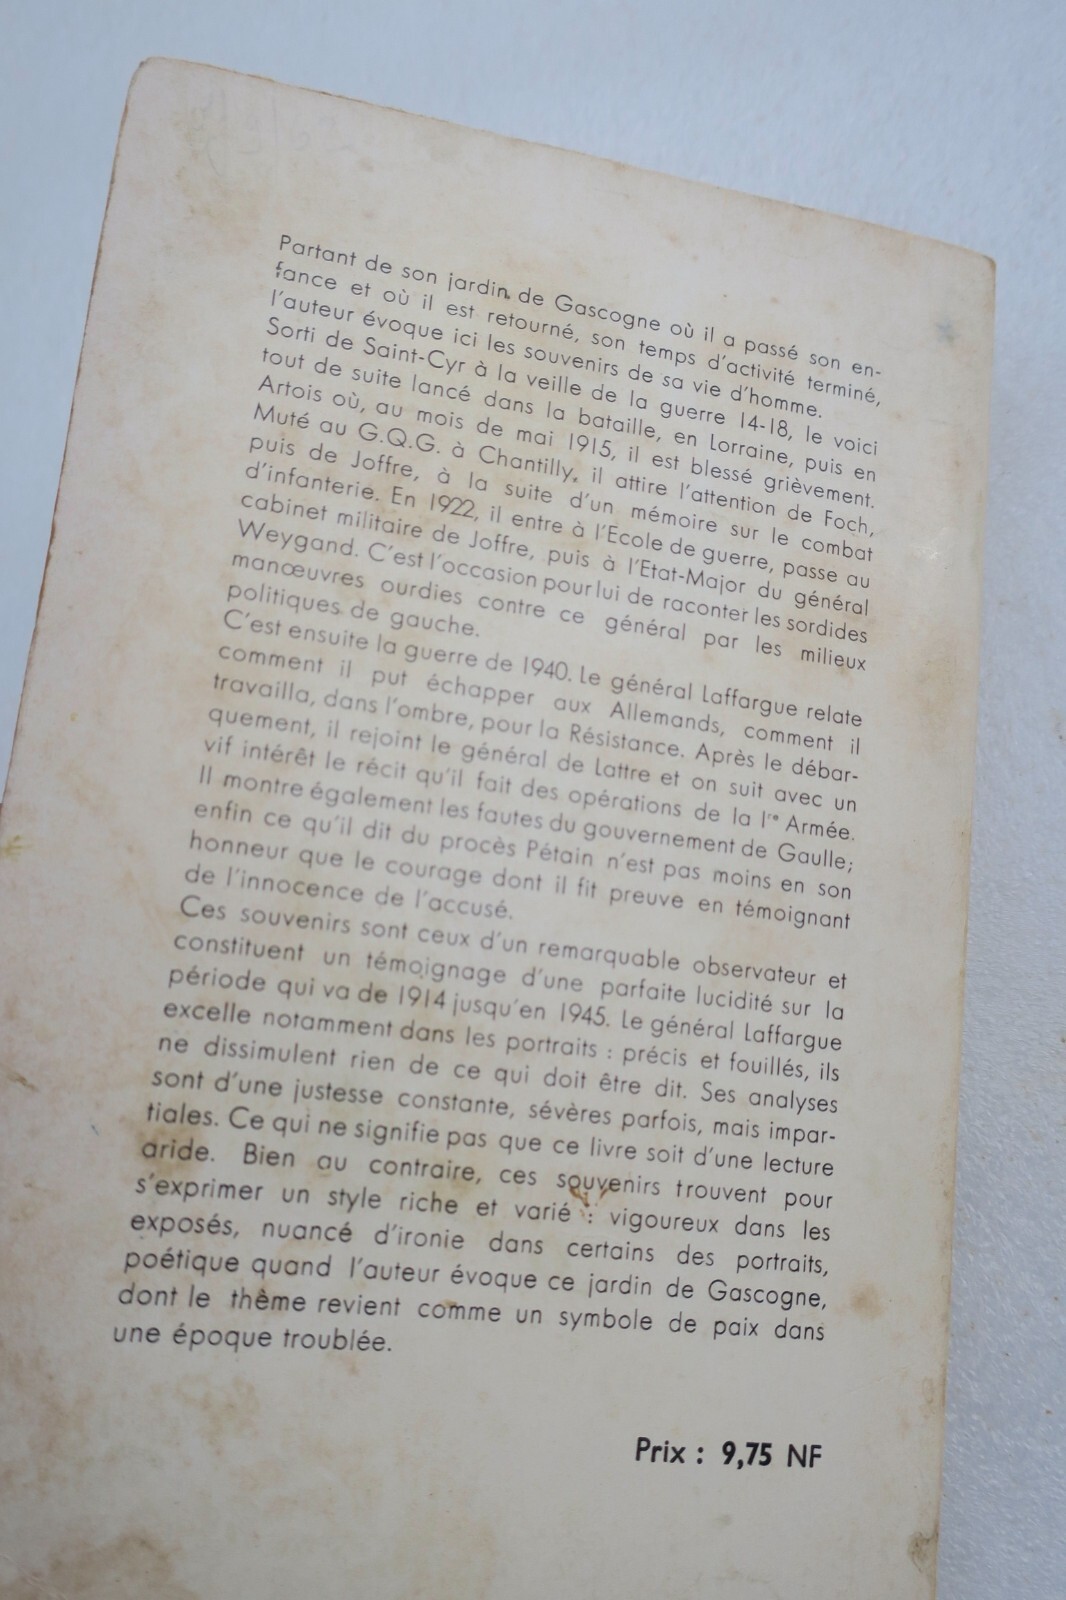 Partant de son jardin de Gascogne où il a passé son en-
fance et où il est retourné, son temps d'activité terminé,
l'auteur évoque ici les souvenirs de sa vie d'homme.
Sorti de Saint-Cyr à la veille de la guerre 14-18, le voici
tout de suite lancé dans la bataille, en Lorraine, puis en
Artois où, au mois de mai 1915, il est blessé grièvement.
Muté au G.Q.G. à Chantilly, il attire l'attention de Foch,
puis de Joffre, à la suite d'un mémoire sur le combat
d'infanterie. En 1922, il entre à l'Ecole de guerre, passe au
cabinet militaire de Joffre, puis à l'Etat-Major du général
Weygand. C'est l'occasion pour lui de raconter les sordides
manœuvres ourdies contre ce général par les milieux
politiques de gauche.
C'est ensuite la guerre de 1940. Le général Laffargue relate
comment il put échapper aux Allemands, comment il
travailla, dans l'ombre, pour la Résistance. Après le débar-
quement, il rejoint le général de Lattre et on suit avec un
vif intérêt le récit qu'il fait des opérations de la Iʳᵉ Armée.
Il montre également les fautes du gouvernement de Gaulle;
enfin ce qu'il dit du procès Pétain n'est pas moins en son
honneur que le courage dont il fit preuve en témoignant
de l'innocence de l'accusé.
Ces souvenirs sont ceux d'un remarquable observateur et
constituent un témoignage d'une parfaite lucidité sur la
période qui va de 1914 jusqu'en 1945. Le général Laffargue
excelle notamment dans les portraits : précis et fouillés, ils
ne dissimulent rien de ce qui doit être dit. Ses analyses
sont d'une justesse constante, sévères parfois, mais impar-
tiales. Ce qui ne signifie pas que ce livre soit d'une lecture
aride. Bien au contraire, ces souvenirs trouvent pour
s'exprimer un style riche et varié : vigoureux dans les
exposés, nuancé d'ironie dans certains des portraits,
poétique quand l'auteur évoque ce jardin de Gascogne,
dont le thème revient comme un symbole de paix dans
une époque troublée.
Prix : 9,75 NF